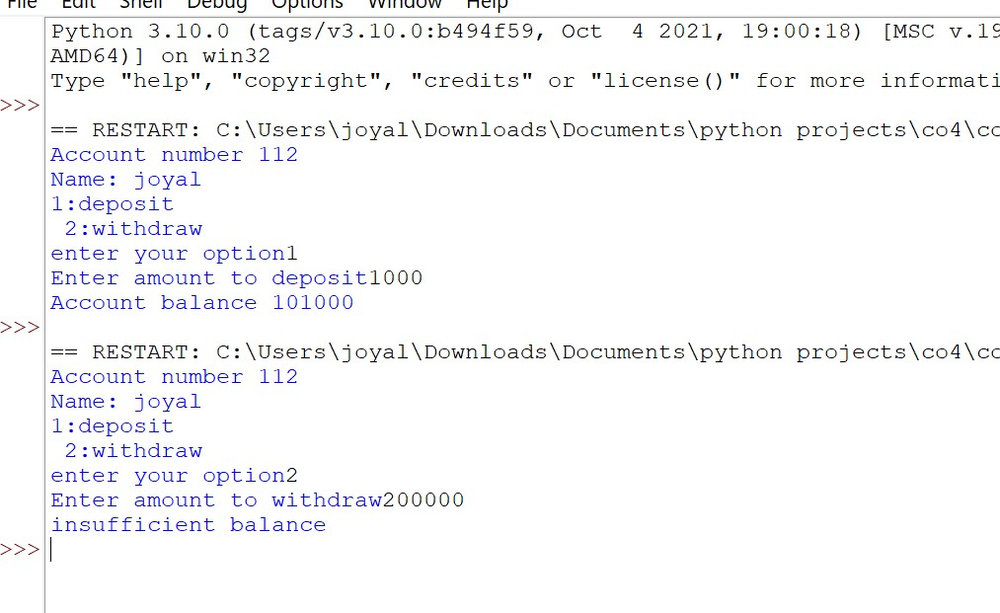 File Edit Shell Debug Options Window Help
Python 3.10.0 (tags/v3.10.0:b494f59, Oct  4 2021, 19:00:18) [MSC v.19
AMD64)] on win32
Type "help", "copyright", "credits" or "license()" for more informati
>>>
== RESTART: C:\Users\joyal\Downloads\Documents\python projects\co4\co
Account number 112
Name: joyal
1:deposit
 2:withdraw
enter your option1
Enter amount to deposit1000
Account balance 101000
>>>
== RESTART: C:\Users\joyal\Downloads\Documents\python projects\co4\co
Account number 112
Name: joyal
1:deposit
 2:withdraw
enter your option2
Enter amount to withdraw200000
insufficient balance
>>>